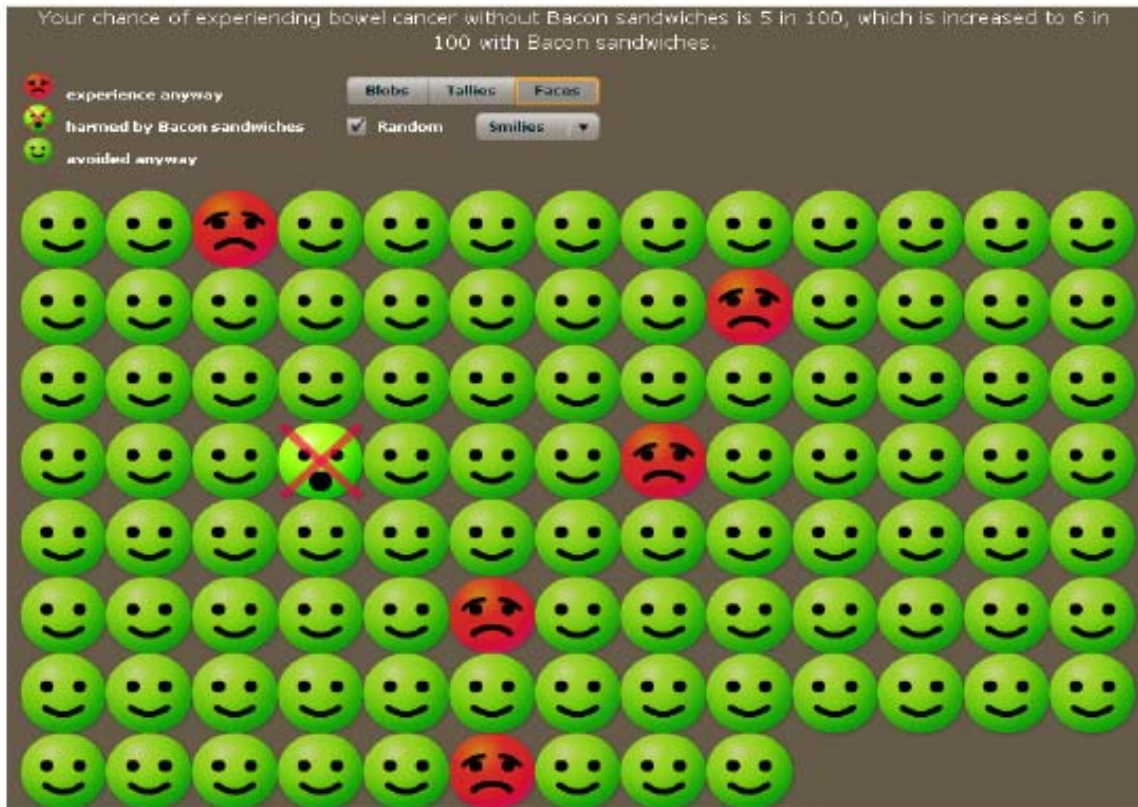 Your chance of experiencing bowel cancer without Bacon sandwiches is 5 in 100, which is increased to 6 in
100 with Bacon sandwiches.
experience anyway
Blobs Tallies Faces
harmed by Bacon sandwiches
Random Smilies
avoided anyway